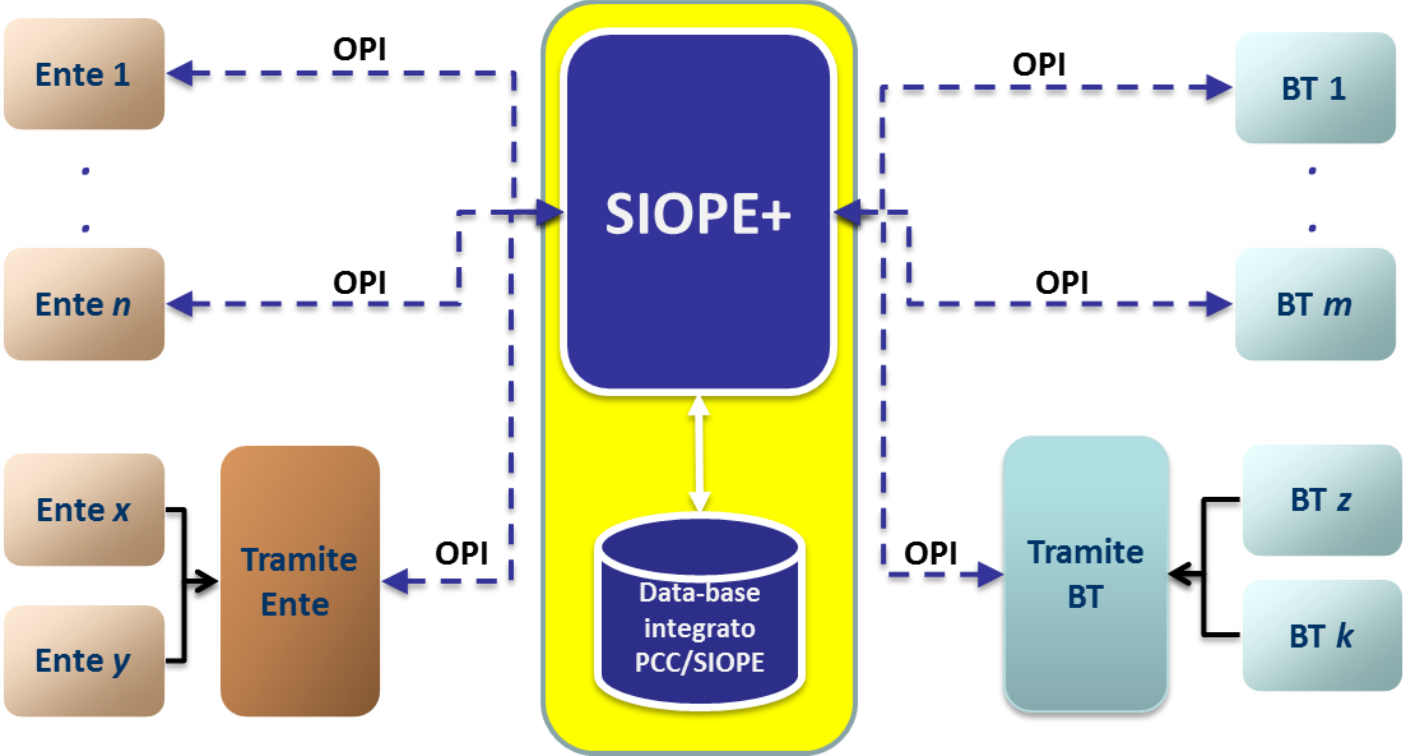 OPI
Ente 1
OPI
Ente n
Ente x
Ente y
Tramite
Ente
OPI
SIOPE+
Data-base
integrato
PCC/SIOPE
OPI
BT 1
OPI
BT m
OPI
Tramite
BT
BT z
BT k